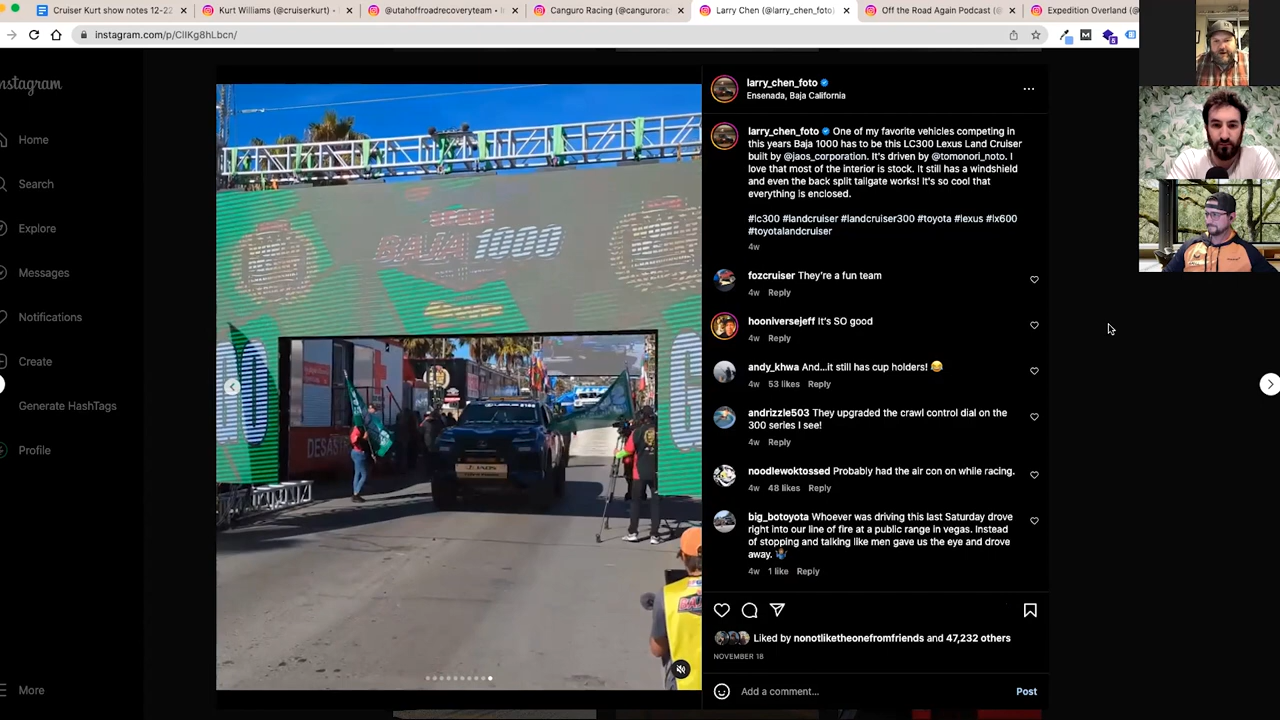 Cruiser Kurt show notes 12-22
Kurt Williams (@cruiserkurt) •
@utahoffroadrecoveryteam •
Canguro Racing (@cangurorac
Larry Chen (@larry_chen_foto)
Off the Road Again Podcast (@
Expedition Overland (@
instagram.com/p/ClIKg8hLbcn/
nstagram
Home
Search
Explore
Messages
Notifications
Create
Generate HashTags
Profile
More
BAJA 1000
DESAS
JAOS
larry_chen_foto
Ensenada, Baja California
larry_chen_foto One of my favorite vehicles competing in
this years Baja 1000 has to be this LC300 Lexus Land Cruiser
built by @jaos_corporation. It's driven by @tomonori_noto. I
love that most of the interior is stock. It still has a windshield
and even the back split tailgate works! It's so cool that
everything is enclosed.
#lc300 #landcruiser #landcruiser300 #toyota #lexus #lx600
#toyotalandcruiser
4w
fozcruiser They're a fun team
4w Reply
hooniversejeff It's SO good
4w Reply
andy_khwa And...it still has cup holders! 😂
4w 53 likes Reply
andrizzle503 They upgraded the crawl control dial on the
300 series I see!
4w Reply
noodlewoktossed Probably had the air con on while racing.
4w 48 likes Reply
big_botoyota Whoever was driving this last Saturday drove
right into our line of fire at a public range in vegas. Instead
of stopping and talking like men gave us the eye and drove
away. 🤷‍♂️
4w 1 like Reply
Liked by nonotliketheonefromfriends and 47,232 others
NOVEMBER 18
Add a comment...
Post